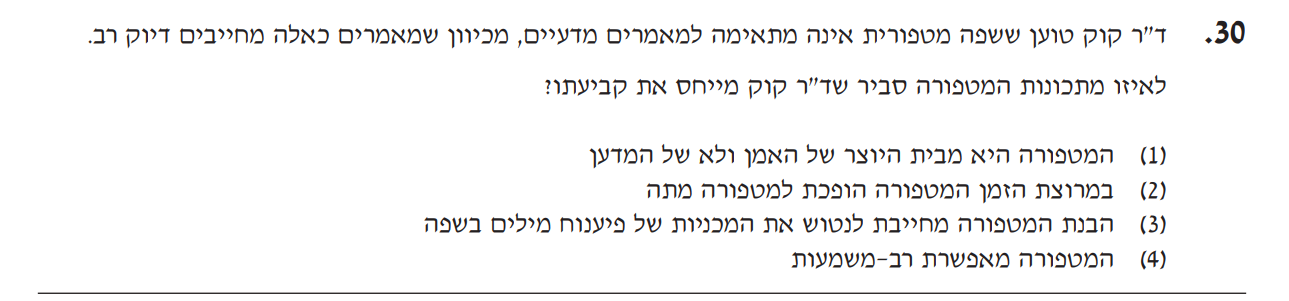 30. ד"ר קוק טוען ששפה מטפורית אינה מתאימה למאמרים מדעיים, מכיוון שמאמרים כאלה מחייבים דיוק רב.
לאיזו מתכונות המטפורה סביר שד"ר קוק מייחס את קביעתו?
(1) המטפורה היא מבית היוצר של האמן ולא של המדען
(2) במרוצת הזמן המטפורה הופכת למטפורה מתה
(3) הבנת המטפורה מחייבת לנטוש את המכניות של פיענוח מילים בשפה
(4) המטפורה מאפשרת רב-משמעות